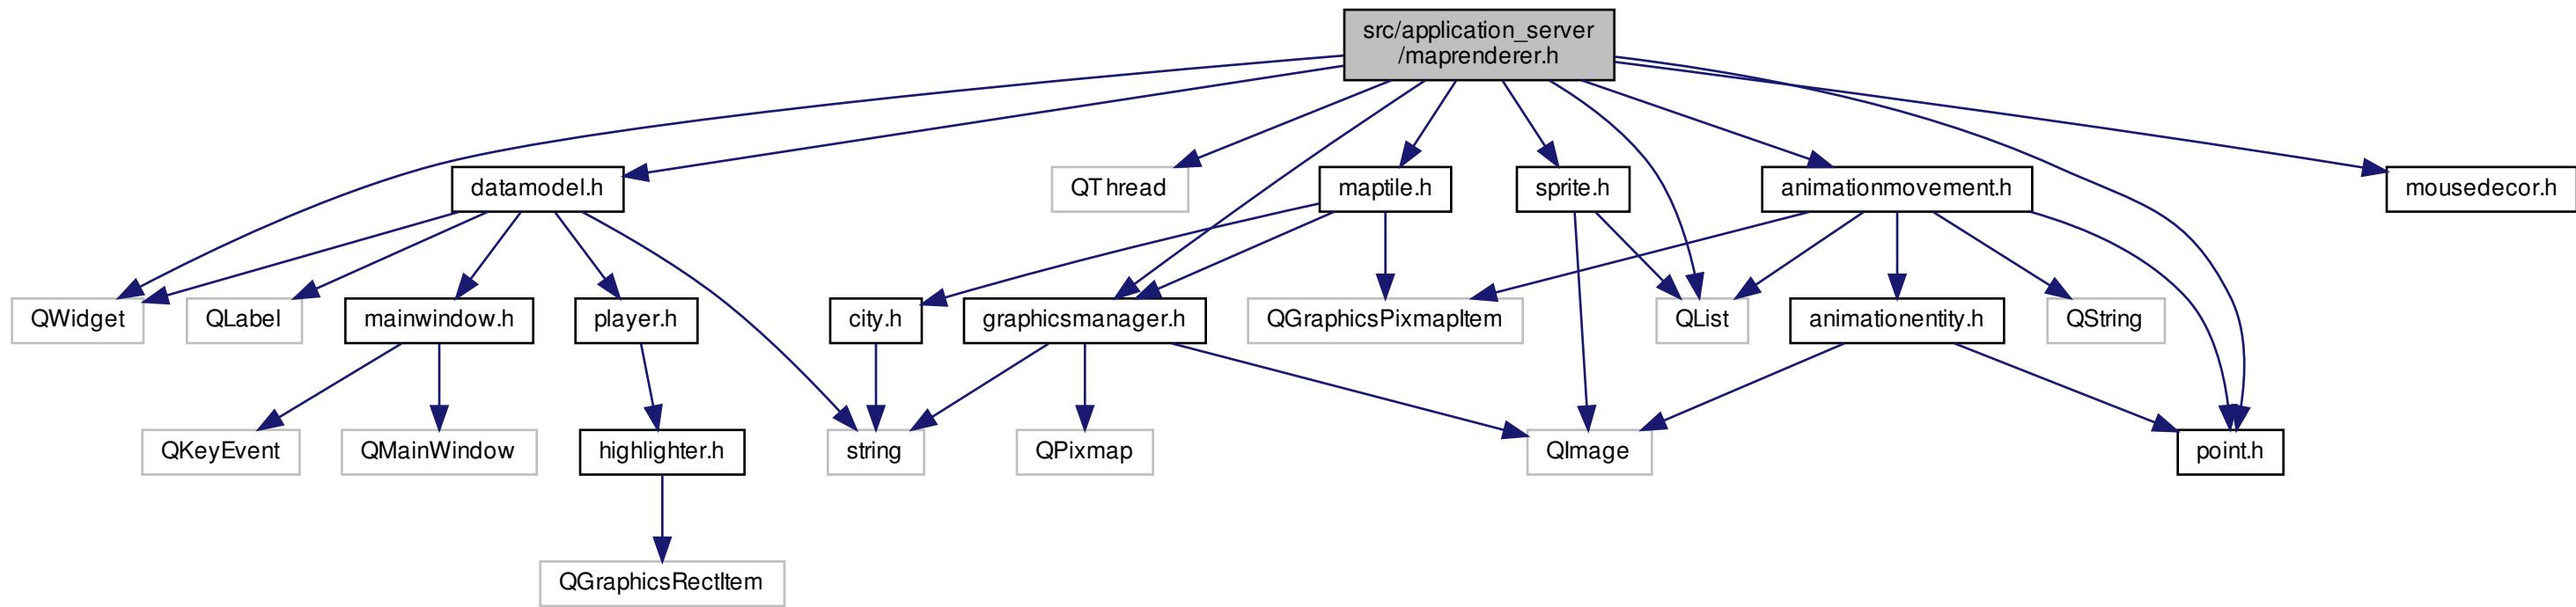 src/application_server
/maprenderer.h
datamodel.h
QThread
maptile.h
sprite.h
animationmovement.h
mousedecor.h
QWidget
QLabel
mainwindow.h
player.h
city.h
graphicsmanager.h
QGraphicsPixmapItem
QList
animationentity.h
QString
QKeyEvent
QMainWindow
highlighter.h
string
QPixmap
QImage
point.h
QGraphicsRectItem